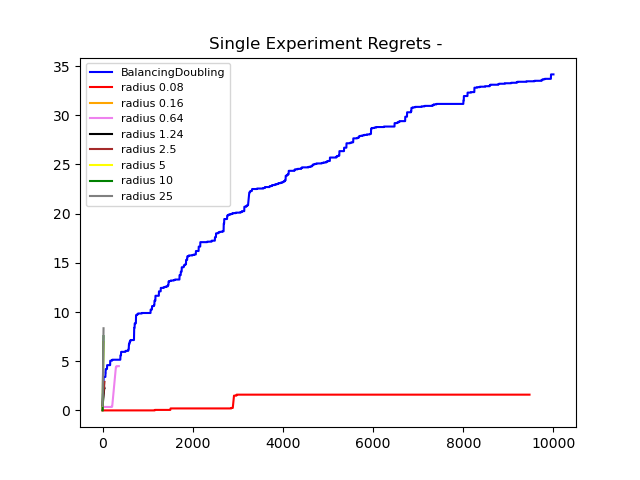 Single Experiment Regrets -
35
30
25
20
15
10
5
0
BalancingDoubling
radius 0.08
radius 0.16
radius 0.64
radius 1.24
radius 2.5
radius 5
radius 10
radius 25
0 2000 4000 6000 8000 10000